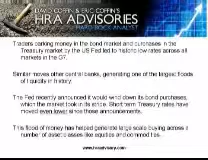 DAVID COFFIN & ERIC COFFIN'S
HRA ADVISORIES
HARD ROCK ANALYST
Traders parking money in the bond market and purchases in the
Treasury market by the US Fed led to historic low rates across all
markets in the G7.
Similar moves other central banks, generating one of the largest floods
of liquidity in history.
The Fed recently announced it would wind down its bond purchases,
which the market took in its stride. Short term Treasury rates have
moved even lower since those announcements.
This flood of money has helped generate large scale buying across a
number of asset classes like equities and commodities.
www.hraadvisory.com